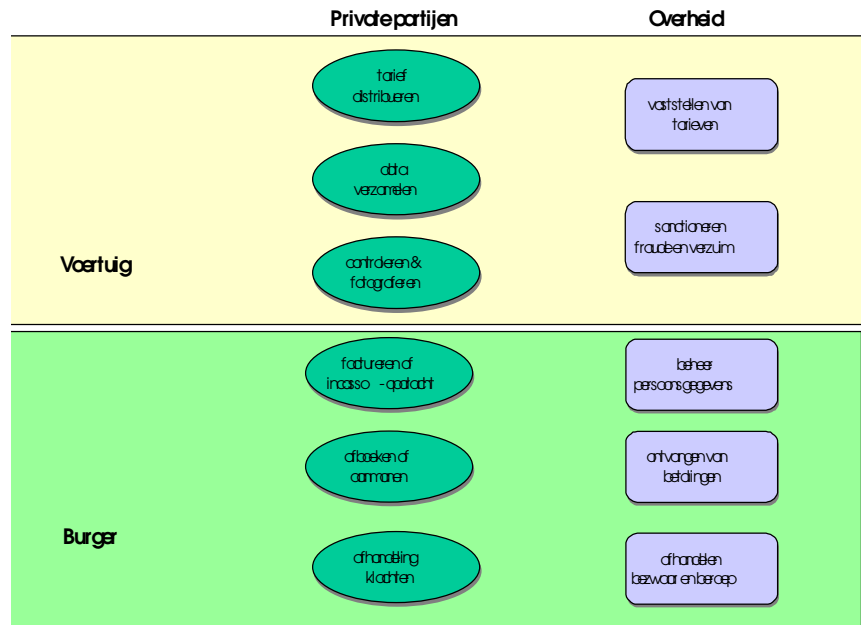 Private partijen
Overheid
tarief
distribueren
vaststellen van
tarieven
data
verzamelen
sanctioneren
fraude en verzuim
Voertuig
controleren &
fotograferen
factureren of
incasso - opdracht
beheer
persoonsgegevens
afboeken of
aanmanen
ontvangen van
betalingen
Burger
afhandeling
klachten
afhandelen
bezwaar en beroep